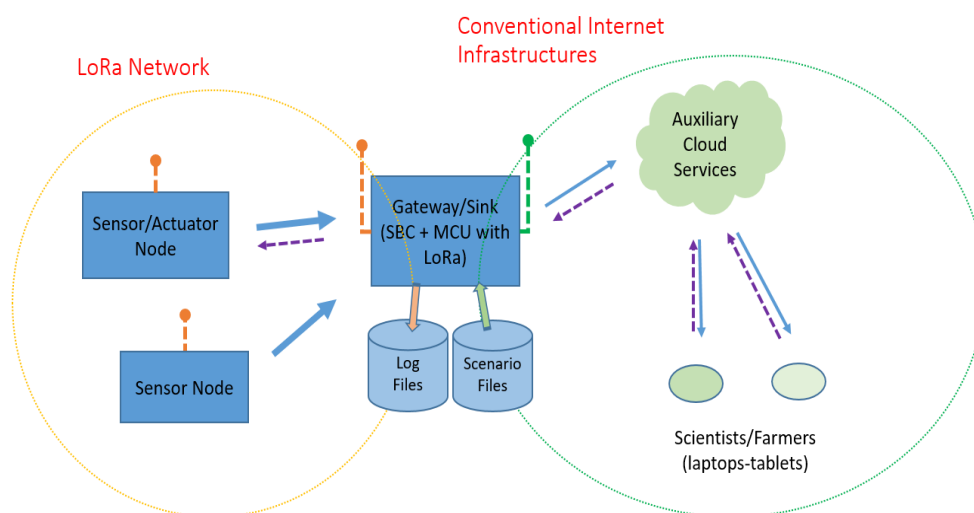 Conventional Internet
Infrastructures
LoRa Network
Auxiliary
Cloud
Services
Gateway/Sink
(SBC + MCU with
LoRa)
Sensor/Actuator
Node
Sensor Node
Log
Files
Scenario
Files
Scientists/Farmers
(laptops-tablets)